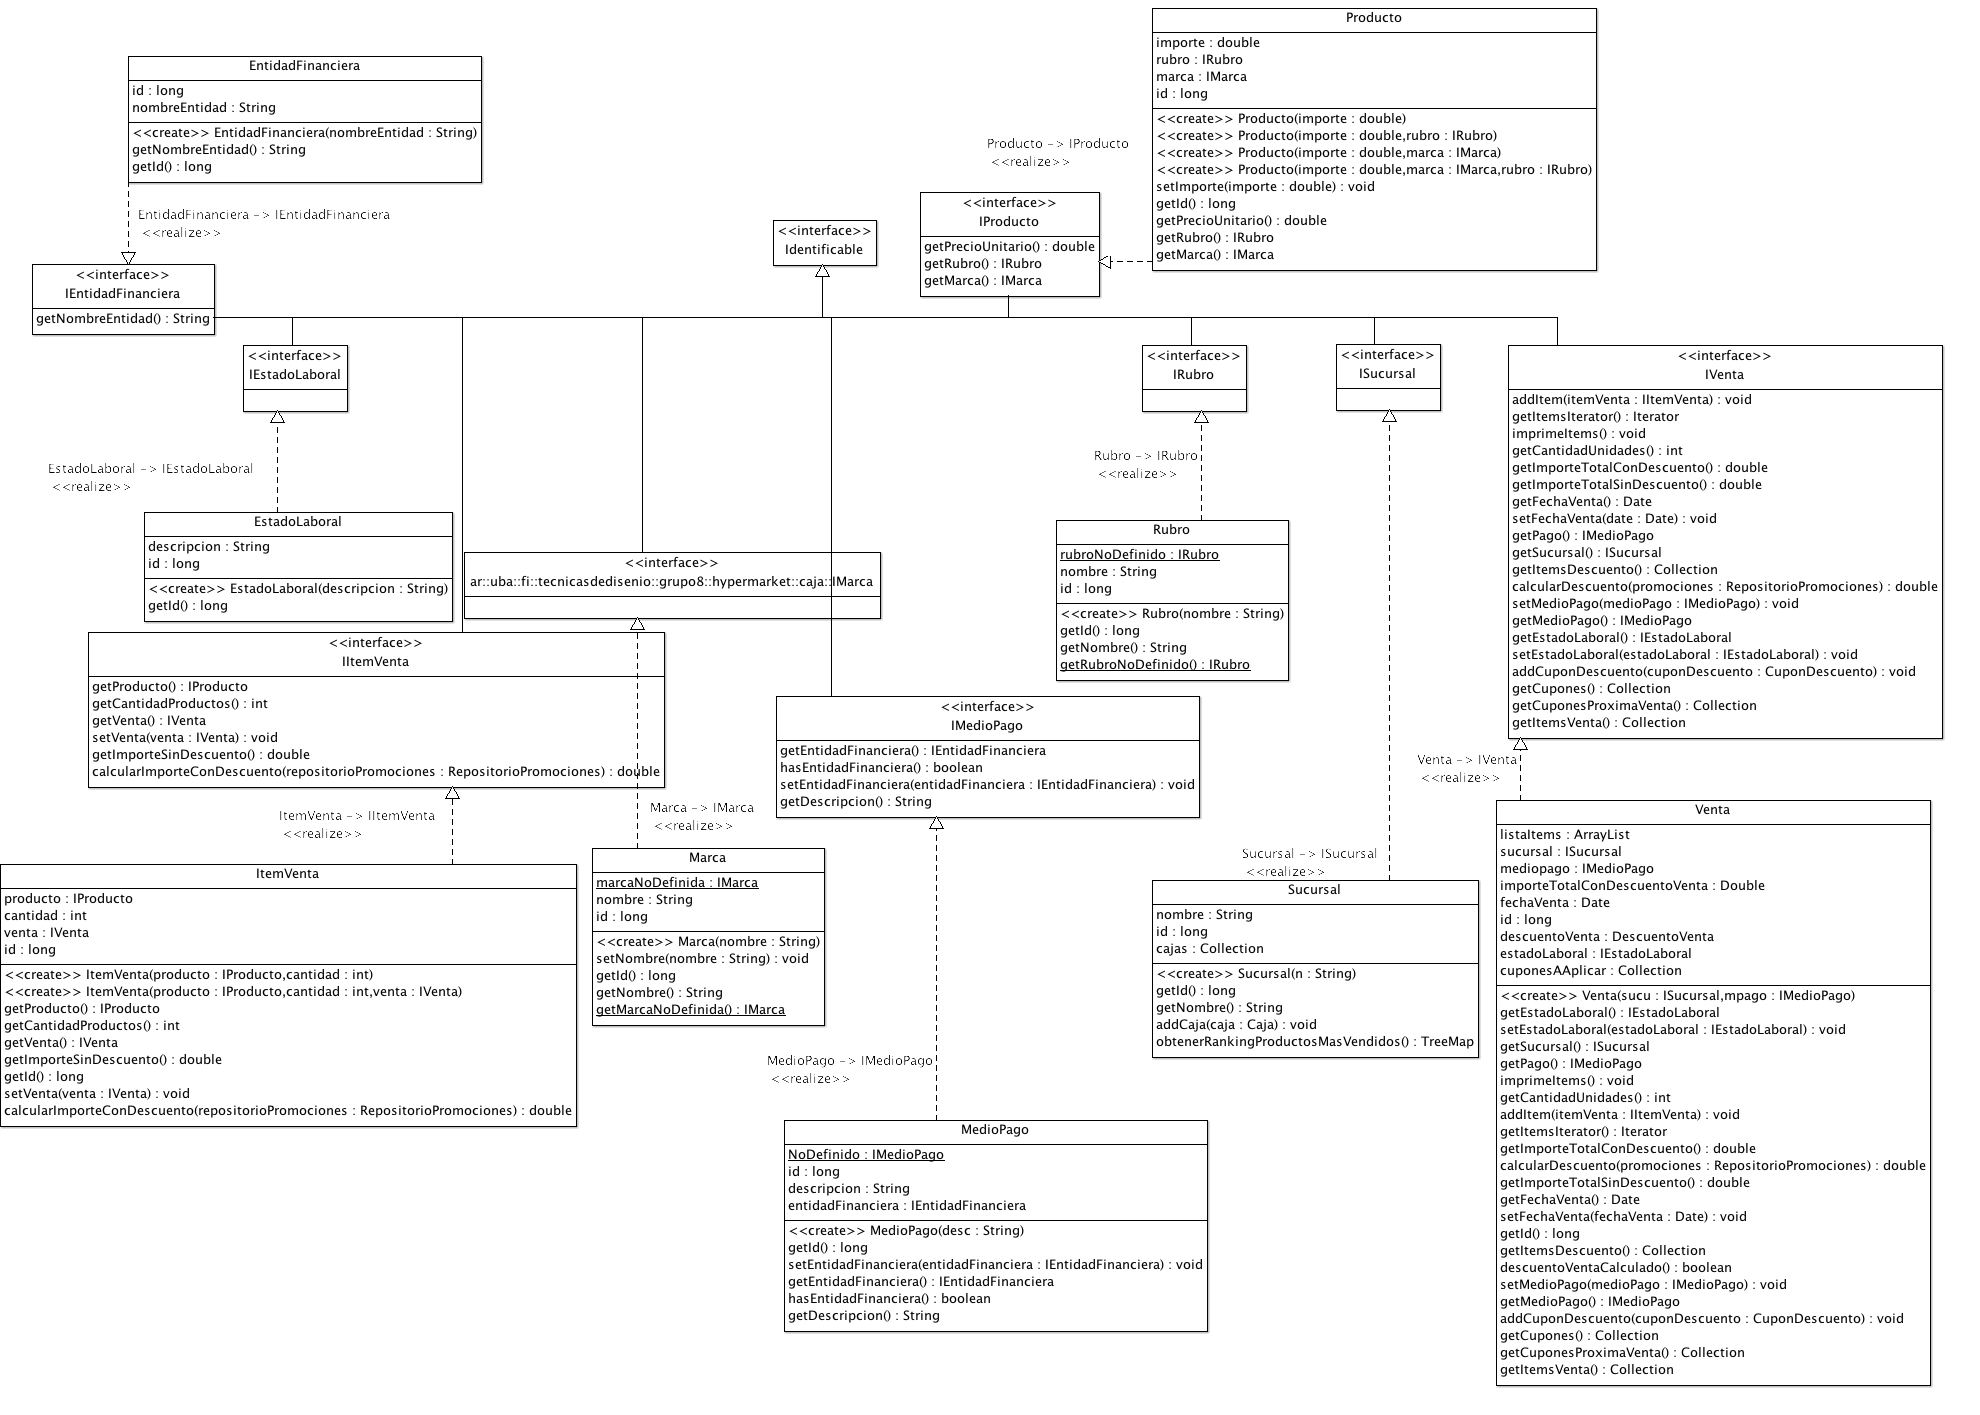 EntidadFinanciera
id : long
nombreEntidad : String
<<create>> EntidadFinanciera(nombreEntidad : String)
getNombreEntidad() : String
getId() : long
EntidadFinanciera -> IEntidadFinanciera
<<realize>>
<<interface>>
IEntidadFinanciera
getNombreEntidad() : String
<<interface>>
Identificable
Producto -> IProducto
<<realize>>
<<interface>>
IProducto
getPrecioUnitario() : double
getRubro() : IRubro
getMarca() : IMarca
Producto
importe : double
rubro : IRubro
marca : IMarca
id : long
<<create>> Producto(importe : double)
<<create>> Producto(importe : double,rubro : IRubro)
<<create>> Producto(importe : double,marca : IMarca)
<<create>> Producto(importe : double,marca : IMarca,rubro : IRubro)
setImporte(importe : double) : void
getId() : long
getPrecioUnitario() : double
getRubro() : IRubro
getMarca() : IMarca
<<interface>>
IEstadoLaboral
EstadoLaboral -> IEstadoLaboral
<<realize>>
EstadoLaboral
descripcion : String
id : long
<<create>> EstadoLaboral(descripcion : String)
getId() : long
<<interface>>
ar::uba::fi::tecnicasdedisenio::grupo8::hypermarket::caja::IMarca
<<interface>>
IItemVenta
getProducto() : IProducto
getCantidadProductos() : int
getVenta() : IVenta
setVenta(venta : IVenta) : void
getImporteSinDescuento() : double
calcularImporteConDescuento(repositorioPromociones : RepositorioPromociones) : double
ItemVenta -> IItemVenta
<<realize>>
ItemVenta
producto : IProducto
cantidad : int
venta : IVenta
id : long
<<create>> ItemVenta(producto : IProducto,cantidad : int)
<<create>> ItemVenta(producto : IProducto,cantidad : int,venta : IVenta)
getProducto() : IProducto
getCantidadProductos() : int
getVenta() : IVenta
getImporteSinDescuento() : double
getId() : long
setVenta(venta : IVenta) : void
calcularImporteConDescuento(repositorioPromociones : RepositorioPromociones) : double
Marca -> IMarca
<<realize>>
Marca
marcaNoDefinida : IMarca
nombre : String
id : long
<<create>> Marca(nombre : String)
setNombre(nombre : String) : void
getId() : long
getNombre() : String
getMarcaNoDefinida() : IMarca
<<interface>>
IMedioPago
getEntidadFinanciera() : IEntidadFinanciera
hasEntidadFinanciera() : boolean
setEntidadFinanciera(entidadFinanciera : IEntidadFinanciera) : void
getDescripcion() : String
MedioPago -> IMedioPago
<<realize>>
MedioPago
NoDefinido : IMedioPago
id : long
descripcion : String
entidadFinanciera : IEntidadFinanciera
<<create>> MedioPago(desc : String)
getId() : long
setEntidadFinanciera(entidadFinanciera : IEntidadFinanciera) : void
getEntidadFinanciera() : IEntidadFinanciera
hasEntidadFinanciera() : boolean
getDescripcion() : String
<<interface>>
IRubro
Rubro -> IRubro
<<realize>>
Rubro
rubroNoDefinido : IRubro
nombre : String
id : long
<<create>> Rubro(nombre : String)
getId() : long
getNombre() : String
getRubroNoDefinido() : IRubro
<<interface>>
ISucursal
Sucursal -> ISucursal
<<realize>>
Sucursal
nombre : String
id : long
cajas : Collection
<<create>> Sucursal(n : String)
getId() : long
getNombre() : String
addCaja(caja : Caja) : void
obtenerRankingProductosMasVendidos() : TreeMap
<<interface>>
IVenta
addItem(itemVenta : IItemVenta) : void
getItemsIterator() : Iterator
imprimeItems() : void
getCantidadUnidades() : int
getImporteTotalConDescuento() : double
getImporteTotalSinDescuento() : double
getFechaVenta() : Date
setFechaVenta(date : Date) : void
getPago() : IMedioPago
getSucursal() : ISucursal
getItemsDescuento() : Collection
calcularDescuento(promociones : RepositorioPromociones) : double
setMedioPago(medioPago : IMedioPago) : void
getMedioPago() : IMedioPago
getEstadoLaboral() : IEstadoLaboral
setEstadoLaboral(estadoLaboral : IEstadoLaboral) : void
addCuponDescuento(cuponDescuento : CuponDescuento) : void
getCupones() : Collection
getCuponesProximaVenta() : Collection
getItemsVenta() : Collection
Venta -> IVenta
<<realize>>
Venta
listaItems : ArrayList
sucursal : ISucursal
mediopago : IMedioPago
importeTotalConDescuentoVenta : Double
fechaVenta : Date
id : long
descuentoVenta : DescuentoVenta
estadoLaboral : IEstadoLaboral
cuponesAAplicar : Collection
<<create>> Venta(sucu : ISucursal,mpago : IMedioPago)
getEstadoLaboral() : IEstadoLaboral
setEstadoLaboral(estadoLaboral : IEstadoLaboral) : void
getSucursal() : ISucursal
getPago() : IMedioPago
imprimeItems() : void
getCantidadUnidades() : int
addItem(itemVenta : IItemVenta) : void
getItemsIterator() : Iterator
getImporteTotalConDescuento() : double
calcularDescuento(promociones : RepositorioPromociones) : double
getImporteTotalSinDescuento() : double
getFechaVenta() : Date
setFechaVenta(fechaVenta : Date) : void
getId() : long
getItemsDescuento() : Collection
descuentoVentaCalculado() : boolean
setMedioPago(medioPago : IMedioPago) : void
getMedioPago() : IMedioPago
addCuponDescuento(cuponDescuento : CuponDescuento) : void
getCupones() : Collection
getCuponesProximaVenta() : Collection
getItemsVenta() : Collection